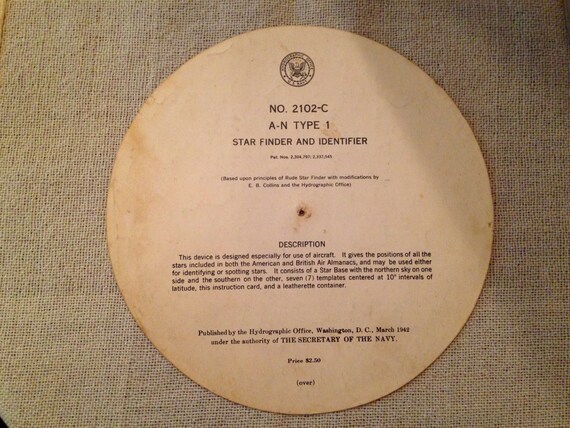 NO. 2102-C
A-N TYPE 1
STAR FINDER AND IDENTIFIER
(Based upon principles of Rude Star Finder with modifications by
E. B. Collins and the Hydrographic Office)
DESCRIPTION
This device is designed especially for use of aircraft. It gives the positions of all the
stars included in both the American and British Air Almanacs, and may be used either
for identifying or spotting stars. It consists of a Star Base with the northern sky on one
side and the southern on the other, seven (7) templates centered at 10° intervals of
latitude, this instruction card, and a leatherette container.
Published by the Hydrographic Office, Washington, D. C., March 1942
under the authority of THE SECRETARY OF THE NAVY.
Price $2.50
(over)